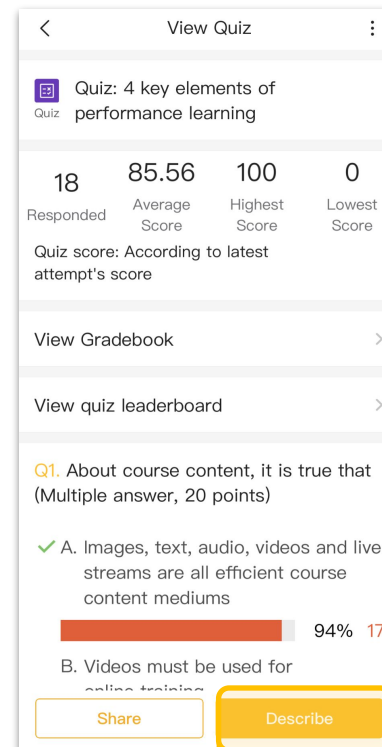 View Quiz
Quiz: 4 key elements of
Quiz performance learning
18 85.56 100 0
Responded Average Highest Lowest
Score Score Score
Quiz score: According to latest
attempt's score
View Gradebook
View quiz leaderboard
Q1. About course content, it is true that
(Multiple answer, 20 points)
A. Images, text, audio, videos and live
streams are all efficient course
content mediums
94% 17
B. Videos must be used for
online training
Share Describe